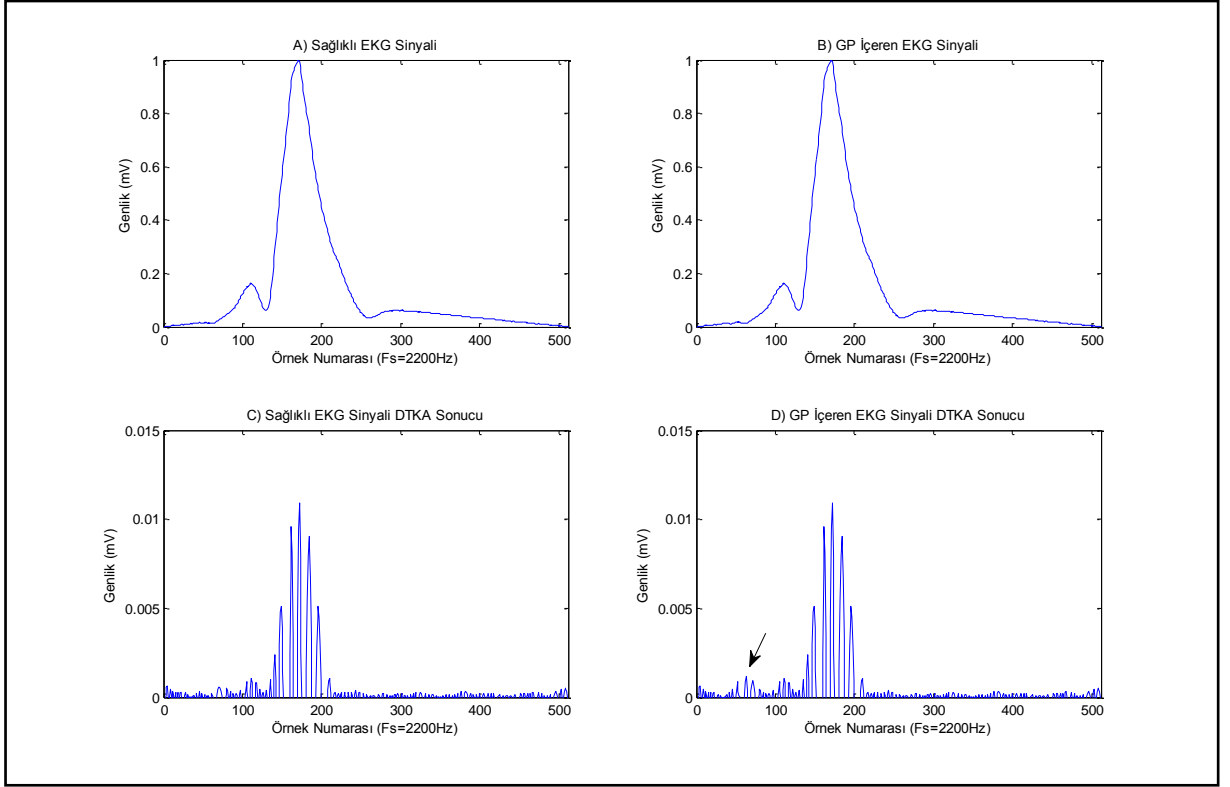 A) Sağlıklı EKG Sinyali
1
0.8
0.6
0.4
0.2
0
Genlik (mV)
0 100 200 300 400 500
Örnek Numarası (Fs=2200Hz)
B) GP İçeren EKG Sinyali
1
0.8
0.6
0.4
0.2
0
Genlik (mV)
0 100 200 300 400 500
Örnek Numarası (Fs=2200Hz)
C) Sağlıklı EKG Sinyali DTKA Sonucu
0.015
0.01
0.005
0
Genlik (mV)
0 100 200 300 400 500
Örnek Numarası (Fs=2200Hz)
D) GP İçeren EKG Sinyali DTKA Sonucu
0.015
0.01
0.005
0
Genlik (mV)
0 100 200 300 400 500
Örnek Numarası (Fs=2200Hz)